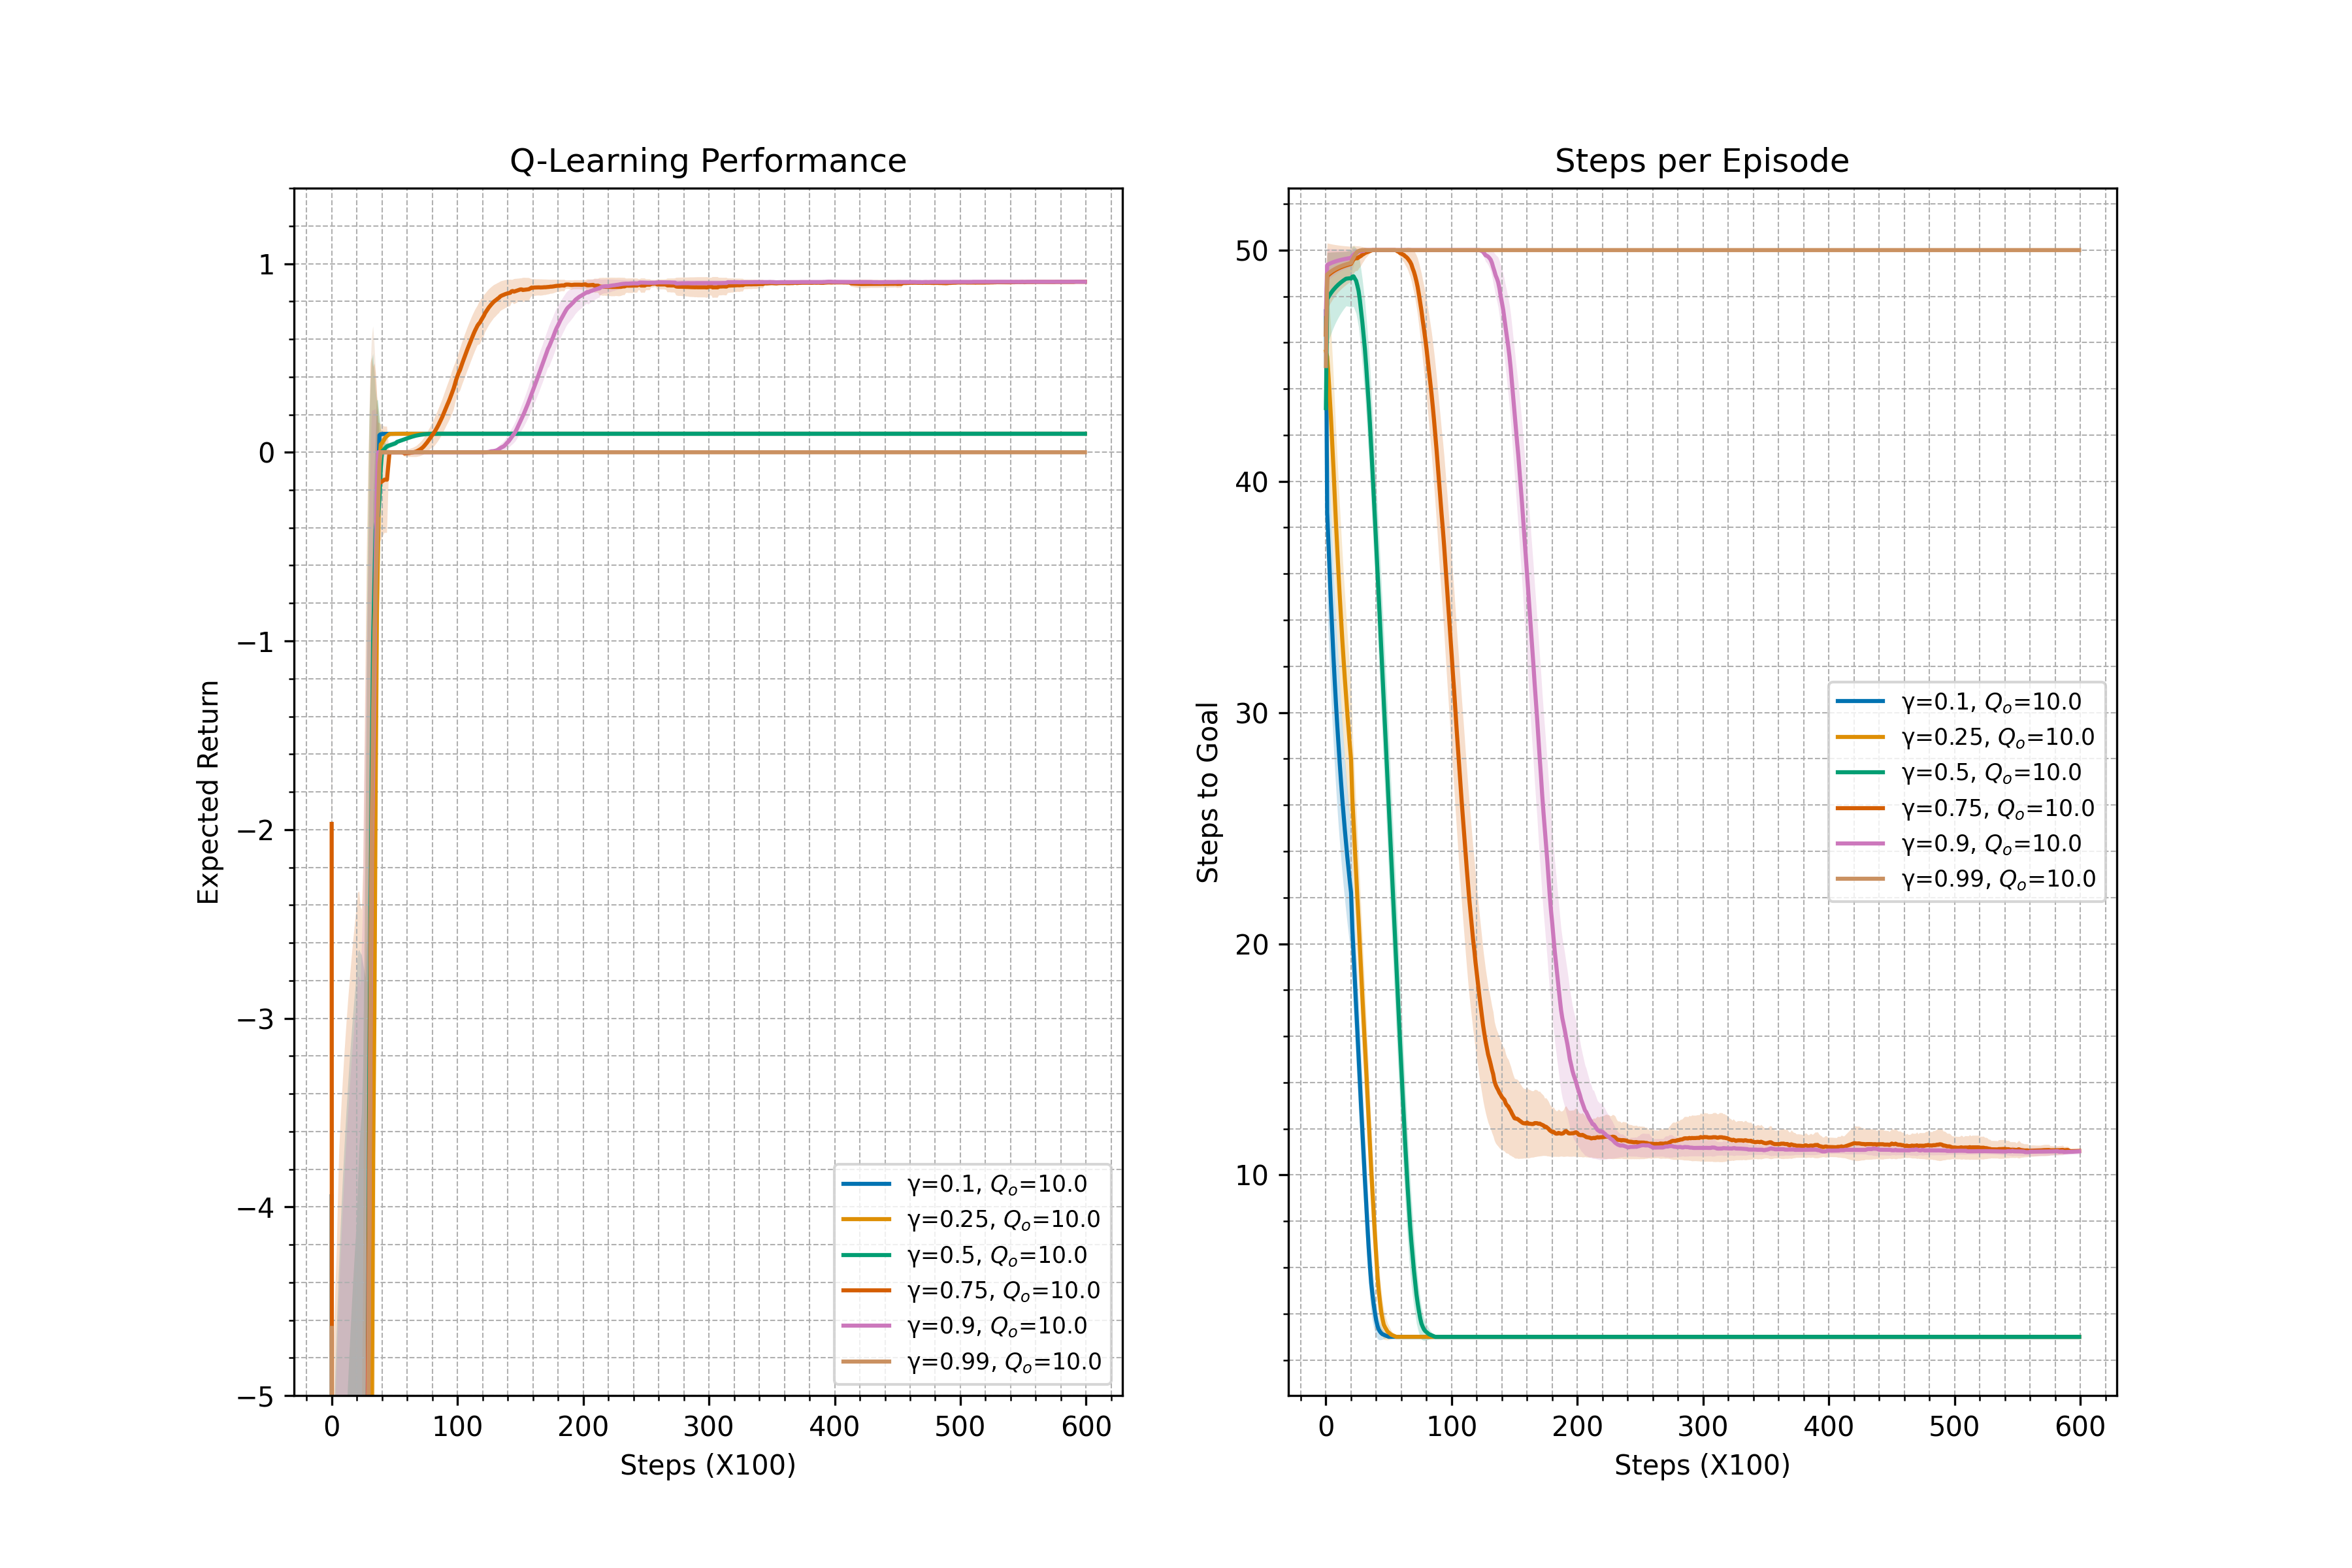 Q-Learning Performance
1
0
−1
−2
−3
−4
−5
Expected Return
0 100 200 300 400 500 600
Steps (X100)
γ=0.1, Qₒ=10.0
γ=0.25, Qₒ=10.0
γ=0.5, Qₒ=10.0
γ=0.75, Qₒ=10.0
γ=0.9, Qₒ=10.0
γ=0.99, Qₒ=10.0
Steps per Episode
50
40
30
20
10
Steps to Goal
0 100 200 300 400 500 600
Steps (X100)
γ=0.1, Qₒ=10.0
γ=0.25, Qₒ=10.0
γ=0.5, Qₒ=10.0
γ=0.75, Qₒ=10.0
γ=0.9, Qₒ=10.0
γ=0.99, Qₒ=10.0